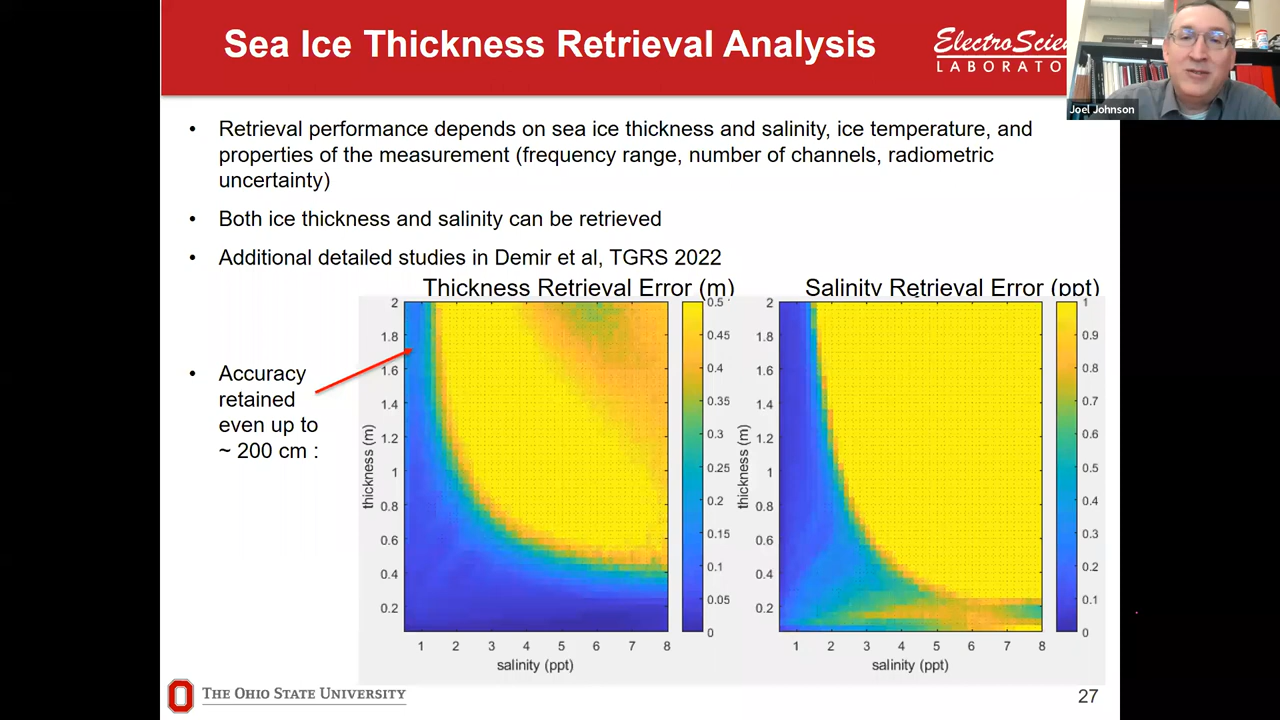 Sea Ice Thickness Retrieval Analysis
ElectroScien
LABORATO
Joel Johnson
• Retrieval performance depends on sea ice thickness and salinity, ice temperature, and
properties of the measurement (frequency range, number of channels, radiometric
uncertainty)
• Both ice thickness and salinity can be retrieved
• Additional detailed studies in Demir et al, TGRS 2022
• Accuracy
retained
even up to
~ 200 cm :
Thickness Retrieval Error (m)
2
1.8
1.6
1.4
1.2
1
0.8
0.6
0.4
0.2
thickness (m)
1 2 3 4 5 6 7 8
salinity (ppt)
0.5
0.45
0.4
0.35
0.3
0.25
0.2
0.15
0.1
0.05
0
Salinity Retrieval Error (ppt)
2
1.8
1.6
1.4
1.2
1
0.8
0.6
0.4
0.2
thickness (m)
1 2 3 4 5 6 7 8
salinity (ppt)
1
0.9
0.8
0.7
0.6
0.5
0.4
0.3
0.2
0.1
0
THE OHIO STATE UNIVERSITY
27